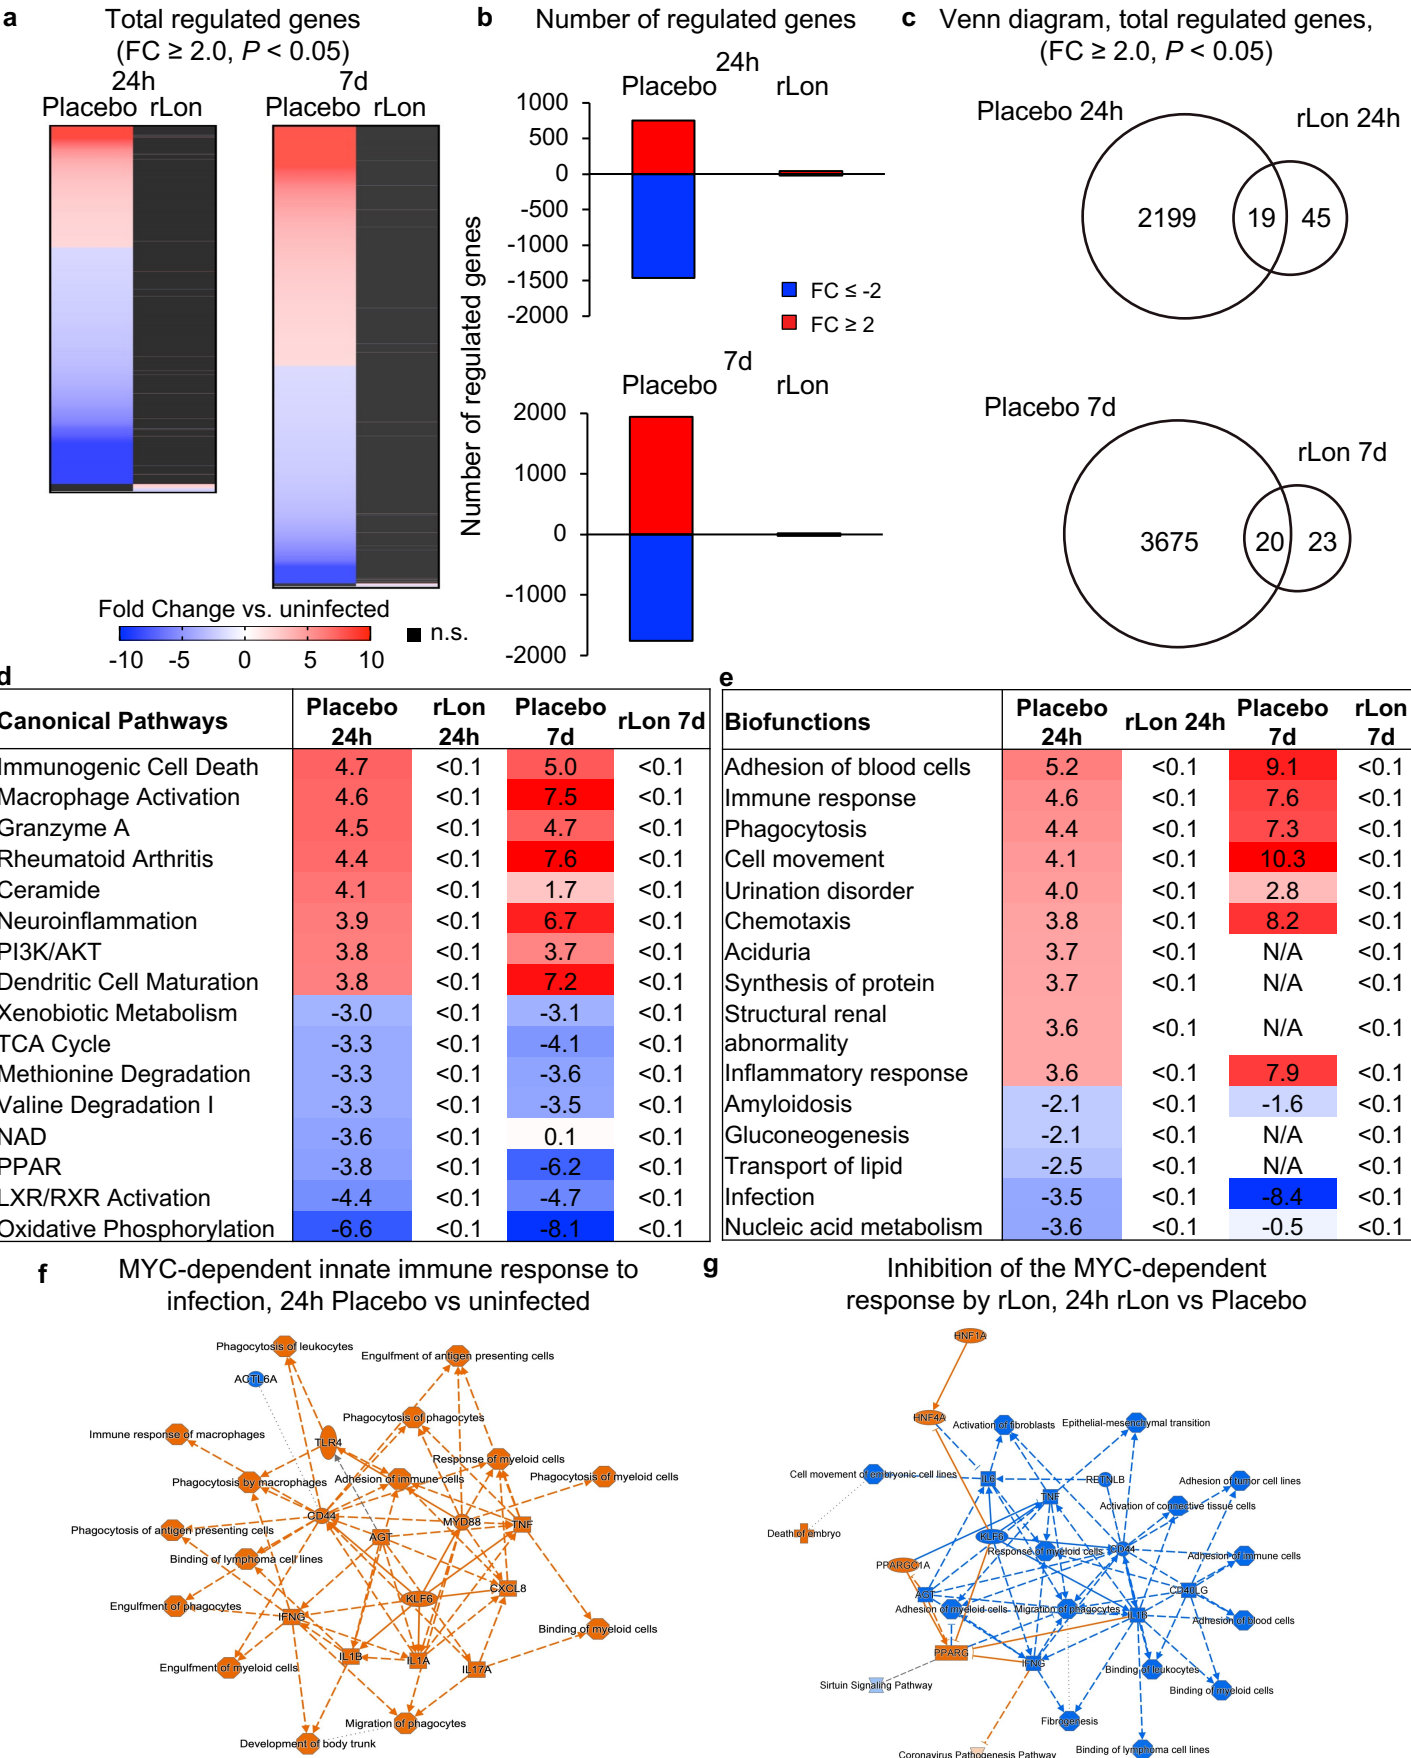 a
Total regulated genes
(FC ≥ 2.0, P < 0.05)
24h
7d
Placebo rLon
Placebo rLon
Fold Change vs. uninfected
-10 -5 0 5 10
n.s.
b
Number of regulated genes
24h
Placebo rLon
1000
500
0
-500
-1000
-1500
-2000
FC ≤ -2
FC ≥ 2
7d
Placebo rLon
2000
1000
0
-1000
-2000
Number of regulated genes
c
Venn diagram, total regulated genes,
(FC ≥ 2.0, P < 0.05)
Placebo 24h
rLon 24h
2199 19 45
Placebo 7d
rLon 7d
3675 20 23
d
Canonical Pathways Placebo 24h rLon 24h Placebo 7d rLon 7d
Immunogenic Cell Death 4.7 <0.1 5.0 <0.1
Macrophage Activation 4.6 <0.1 7.5 <0.1
Granzyme A 4.5 <0.1 4.7 <0.1
Rheumatoid Arthritis 4.4 <0.1 7.6 <0.1
Ceramide 4.1 <0.1 1.7 <0.1
Neuroinflammation 3.9 <0.1 6.7 <0.1
PI3K/AKT 3.8 <0.1 3.7 <0.1
Dendritic Cell Maturation 3.8 <0.1 7.2 <0.1
Xenobiotic Metabolism -3.0 <0.1 -3.1 <0.1
TCA Cycle -3.3 <0.1 -4.1 <0.1
Methionine Degradation -3.3 <0.1 -3.6 <0.1
Valine Degradation I -3.3 <0.1 -3.5 <0.1
NAD -3.6 <0.1 0.1 <0.1
PPAR -3.8 <0.1 -6.2 <0.1
LXR/RXR Activation -4.4 <0.1 -4.7 <0.1
Oxidative Phosphorylation -6.6 <0.1 -8.1 <0.1
e
Biofunctions Placebo 24h rLon 24h Placebo 7d rLon 7d
Adhesion of blood cells 5.2 <0.1 9.1 <0.1
Immune response 4.6 <0.1 7.6 <0.1
Phagocytosis 4.4 <0.1 7.3 <0.1
Cell movement 4.1 <0.1 10.3 <0.1
Urination disorder 4.0 <0.1 2.8 <0.1
Chemotaxis 3.8 <0.1 8.2 <0.1
Aciduria 3.7 <0.1 N/A <0.1
Synthesis of protein 3.7 <0.1 N/A <0.1
Structural renal
abnormality 3.6 <0.1 N/A <0.1
Inflammatory response 3.6 <0.1 7.9 <0.1
Amyloidosis -2.1 <0.1 -1.6 <0.1
Gluconeogenesis -2.1 <0.1 N/A <0.1
Transport of lipid -2.5 <0.1 N/A <0.1
Infection -3.5 <0.1 -8.4 <0.1
Nucleic acid metabolism -3.6 <0.1 -0.5 <0.1
f
MYC-dependent innate immune response to
infection, 24h Placebo vs uninfected
Phagocytosis of leukocytes
Engulfment of antigen presenting cells
ACTL6A
Phagocytosis of phagocytes
Immune response of macrophages
TLR4
Response of myeloid cells
Phagocytosis by macrophages
Adhesion of immune cells
Phagocytosis of myeloid cells
CD44
MYD88
TNF
Phagocytosis of antigen presenting cells
AGT
Binding of lymphoma cell lines
CXCL8
KLF6
Engulfment of phagocytes
IFNG
Binding of myeloid cells
IL1B
IL1A
IL17A
Engulfment of myeloid cells
Migration of phagocytes
Development of body trunk
g
Inhibition of the MYC-dependent
response by rLon, 24h rLon vs Placebo
HNF1A
HNF4A
Activation of fibroblasts
Epithelial-mesenchymal transition
Cell movement of embryonic cell lines
IL6
RETNLB
Adhesion of tumor cell lines
TNF
Activation of connective tissue cells
Death of embryo
KLF6
Response of myeloid cells
CD44
Adhesion of immune cells
PPARGC1A
AGT
CD40LG
Adhesion of myeloid cells
Migration of phagocytes
IL1B
Adhesion of blood cells
PPARG
IFNG
Binding of leukocytes
Sirtuin Signaling Pathway
Binding of myeloid cells
Fibrogenesis
Coronavirus Pathogenesis Pathway
Binding of lymphoma cell lines